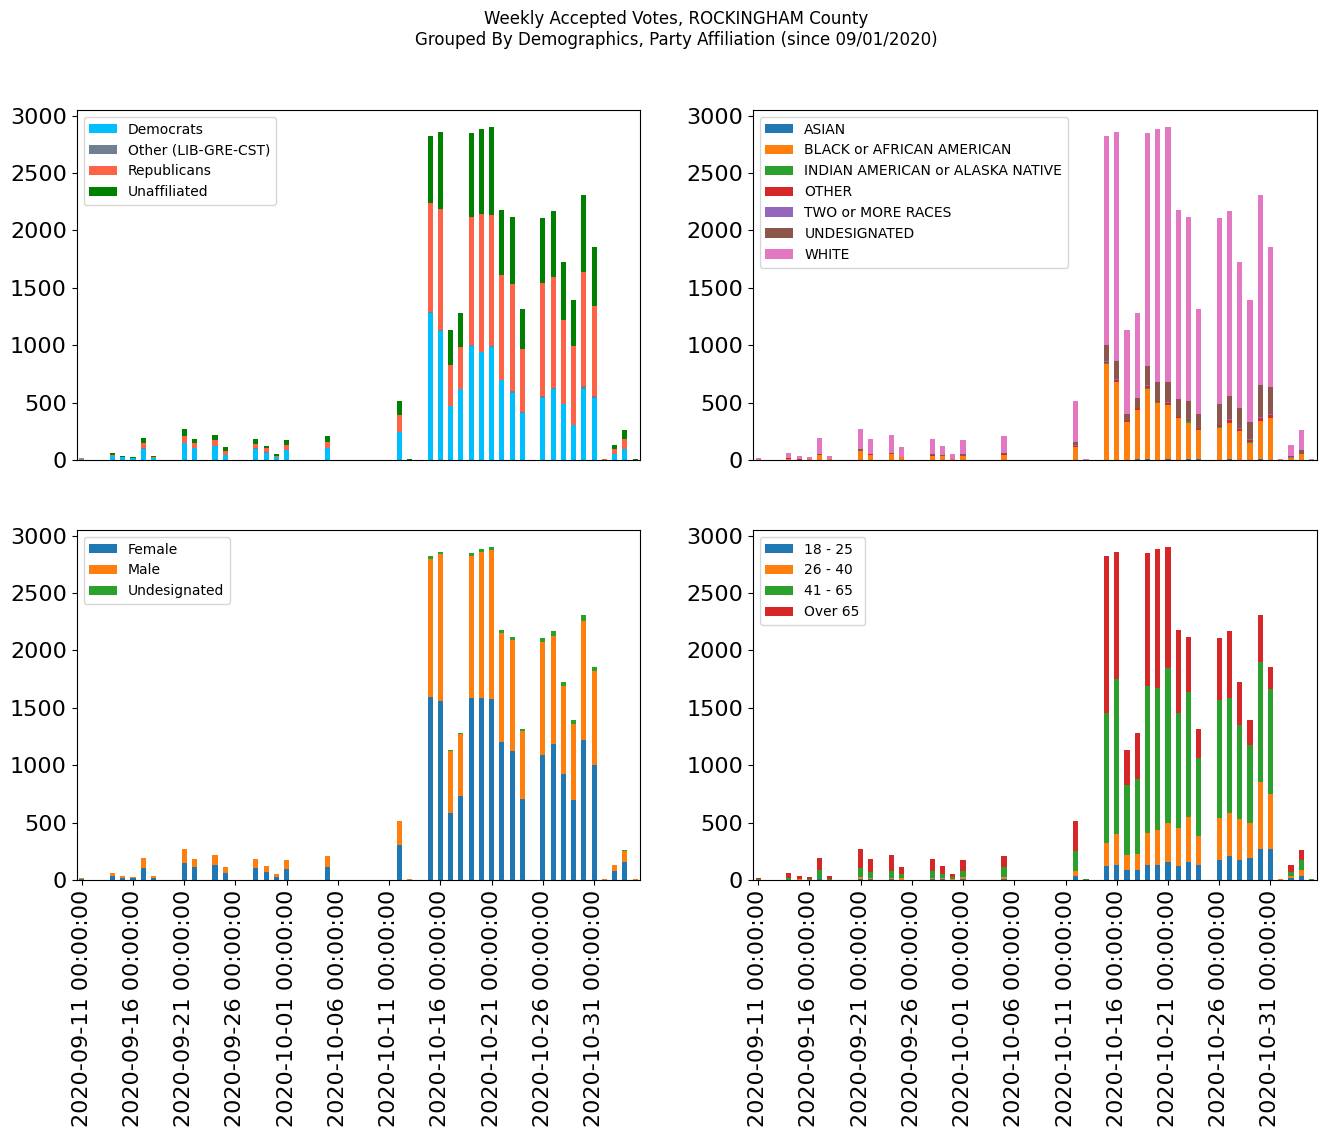 Weekly Accepted Votes, ROCKINGHAM County
Grouped By Demographics, Party Affiliation (since 09/01/2020)
3000
2500
2000
1500
1000
500
0
Democrats
Other (LIB-GRE-CST)
Republicans
Unaffiliated
3000
2500
2000
1500
1000
500
0
ASIAN
BLACK or AFRICAN AMERICAN
INDIAN AMERICAN or ALASKA NATIVE
OTHER
TWO or MORE RACES
UNDESIGNATED
WHITE
3000
2500
2000
1500
1000
500
0
Female
Male
Undesignated
2020-09-11 00:00:00
2020-09-16 00:00:00
2020-09-21 00:00:00
2020-09-26 00:00:00
2020-10-01 00:00:00
2020-10-06 00:00:00
2020-10-11 00:00:00
2020-10-16 00:00:00
2020-10-21 00:00:00
2020-10-26 00:00:00
2020-10-31 00:00:00
3000
2500
2000
1500
1000
500
0
18 - 25
26 - 40
41 - 65
Over 65
2020-09-11 00:00:00
2020-09-16 00:00:00
2020-09-21 00:00:00
2020-09-26 00:00:00
2020-10-01 00:00:00
2020-10-06 00:00:00
2020-10-11 00:00:00
2020-10-16 00:00:00
2020-10-21 00:00:00
2020-10-26 00:00:00
2020-10-31 00:00:00